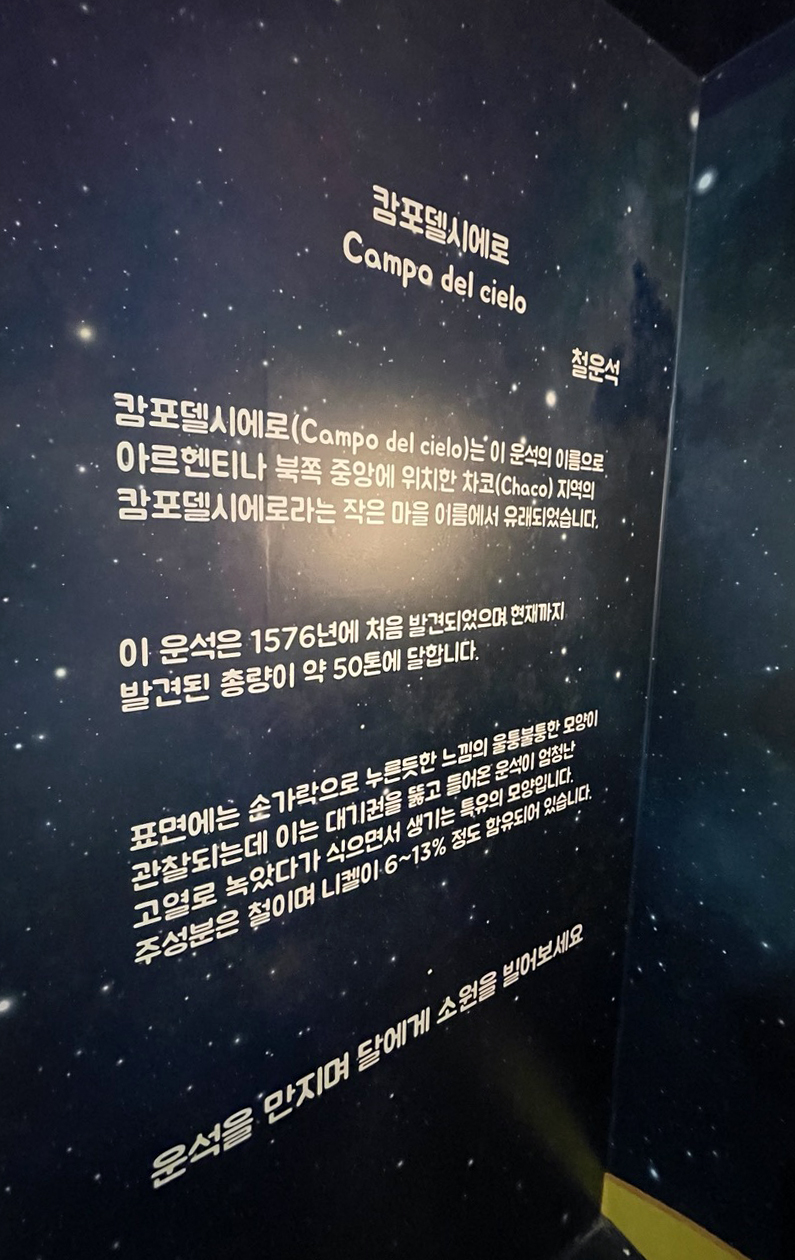 캄포델시에로
Campo del cielo
철운석
캄포델시에로(Campo del cielo)는 이 운석의 이름으로
아르헨티나 북쪽 중앙에 위치한 차코(Chaco) 지역의
캄포델시에로라는 작은 마을 이름에서 유래되었습니다.
이 운석은 1576년에 처음 발견되었으며 현재까지
발견된 총량이 약 50톤에 달합니다.
표면에는 손가락으로 누른듯한 느낌의 울퉁불퉁한 모양이
관찰되는데 이는 대기권을 뚫고 들어온 운석이 엄청난
고열로 녹았다가 식으면서 생기는 특유의 모양입니다.
주성분은 철이며 니켈이 6~13% 정도 함유되어 있습니다.
운석을 만지며 달에게 소원을 빌어보세요